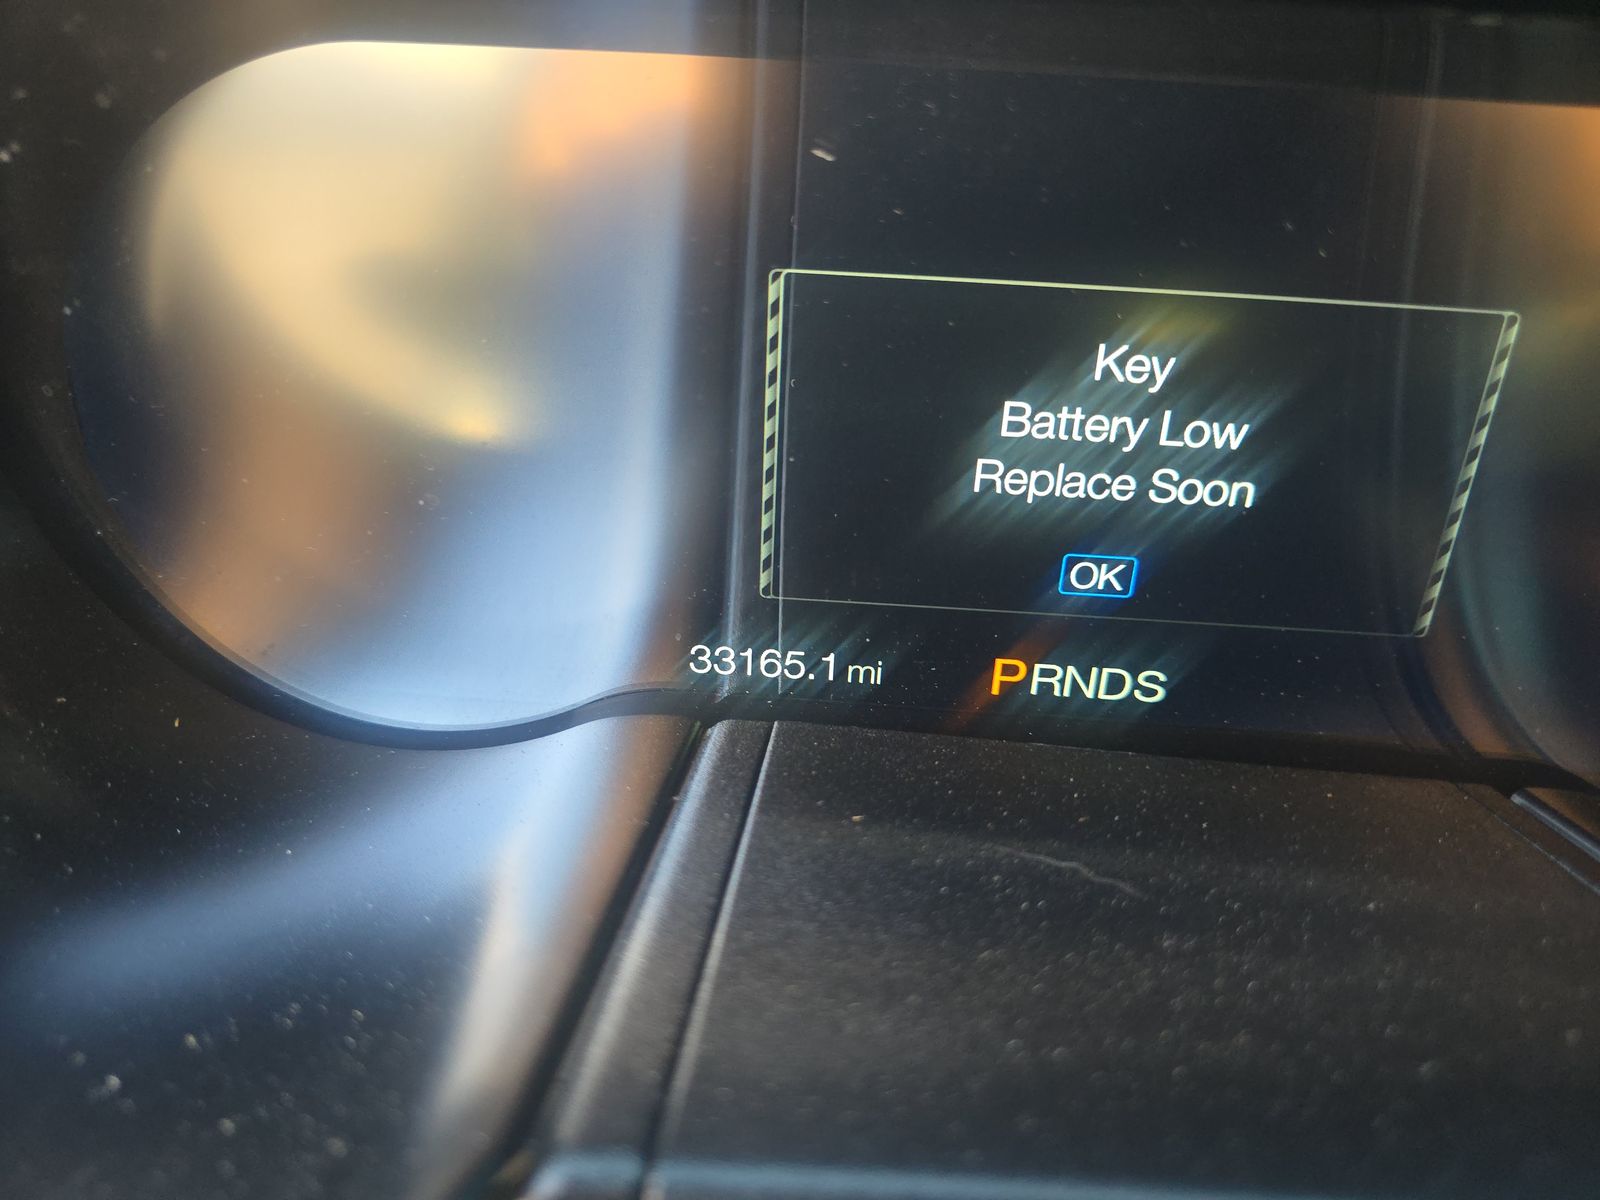 Key
Battery Low
Replace Soon
OK
33165.1 mi
PRNDS